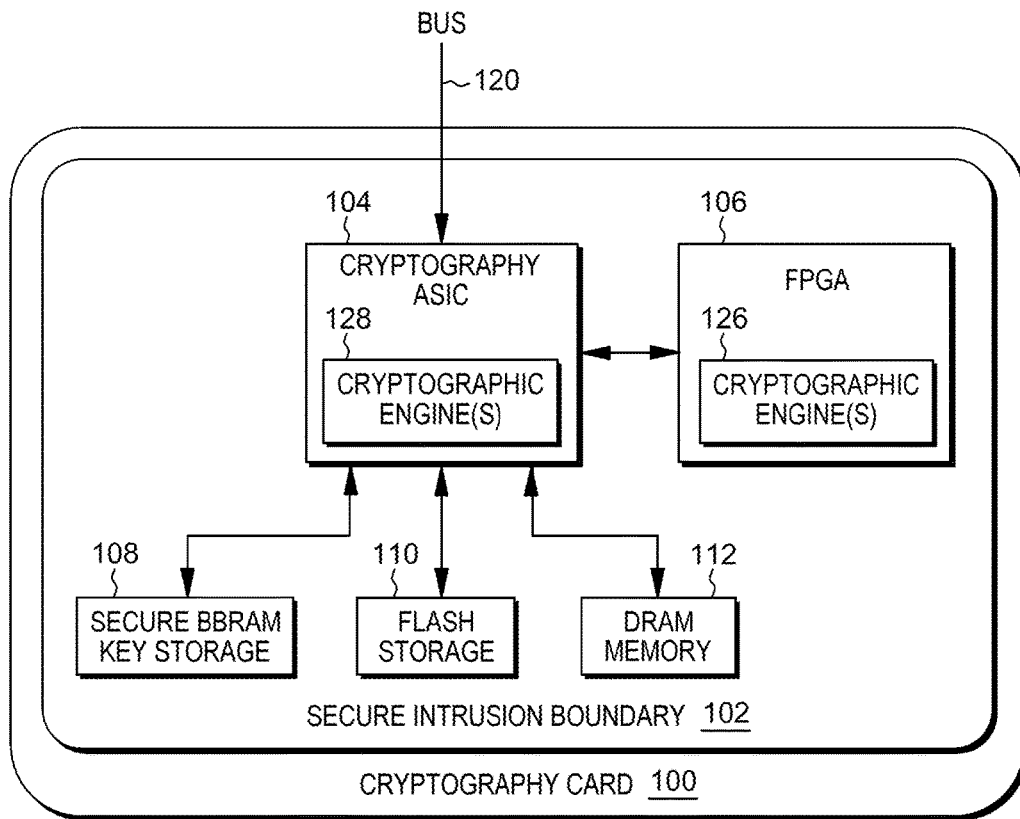 BUS
120
104
106
CRYPTOGRAPHY
ASIC
FPGA
128
126
CRYPTOGRAPHIC
ENGINE(S)
CRYPTOGRAPHIC
ENGINE(S)
108
110
112
SECURE BBRAM
KEY STORAGE
FLASH
STORAGE
DRAM
MEMORY
SECURE INTRUSION BOUNDARY 102
CRYPTOGRAPHY CARD 100